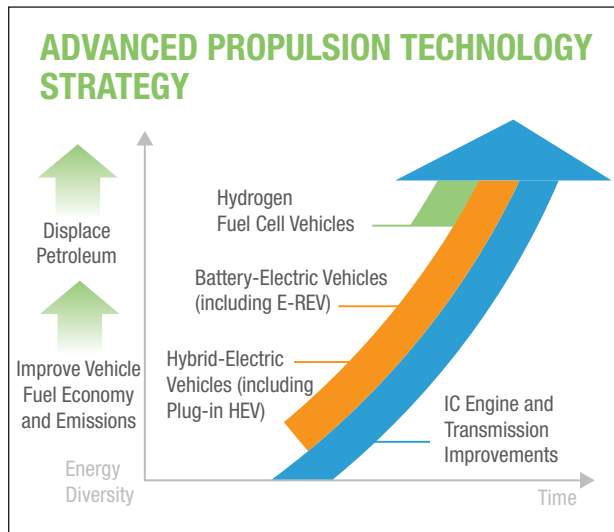 ADVANCED PROPULSION TECHNOLOGY
STRATEGY
Displace
Petroleum
Improve Vehicle
Fuel Economy
and Emissions
Energy
Diversity
Hydrogen
Fuel Cell Vehicles
Battery-Electric Vehicles
(including E-REV)
Hybrid-Electric
Vehicles (including
Plug-in HEV)
IC Engine and
Transmission
Improvements
Time